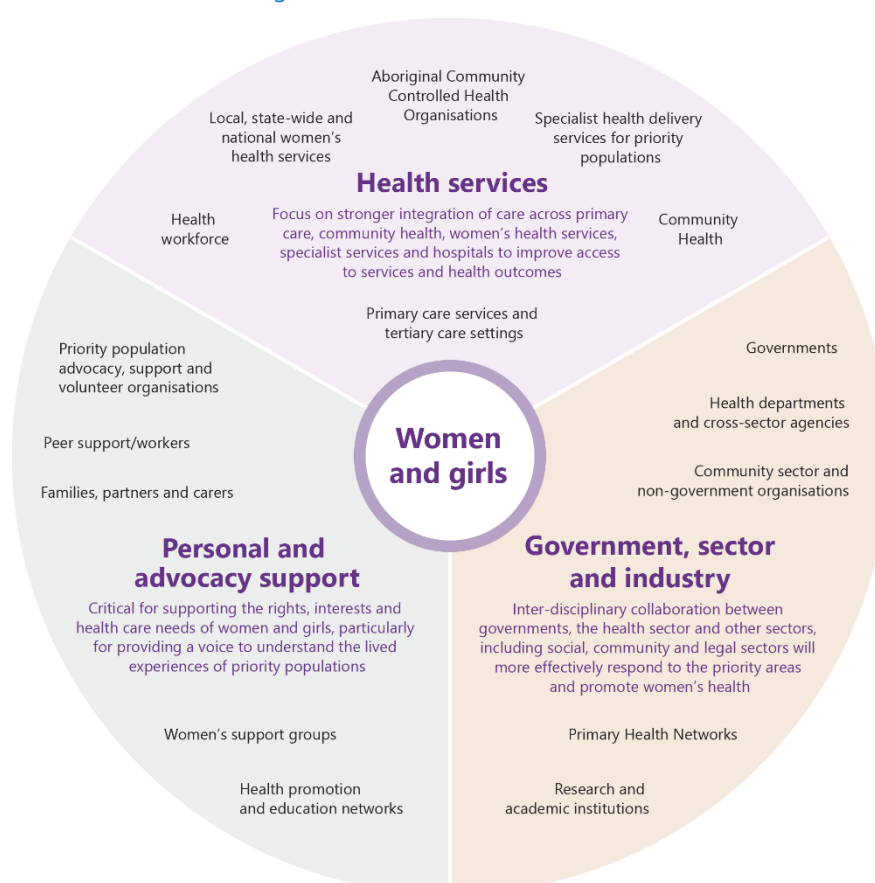 Aboriginal Community
Controlled Health
Organisations
Local, state-wide and
national women's
health services
Specialist health delivery
services for priority
populations
Health services
Health
workforce
Focus on stronger integration of care across primary
care, community health, women's health services,
specialist services and hospitals to improve access
to services and health outcomes
Community
Health
Primary care services and
tertiary care settings
Priority population
advocacy, support and
volunteer organisations
Peer support/workers
Families, partners and carers
Women
and girls
Governments
Health departments
and cross-sector agencies
Community sector and
non-government organisations
Personal and
advocacy support
Critical for supporting the rights, interests and
health care needs of women and girls, particularly
for providing a voice to understand the lived
experiences of priority populations
Women's support groups
Health promotion
and education networks
Government, sector
and industry
Inter-disciplinary collaboration between
governments, the health sector and other sectors,
including social, community and legal sectors will
more effectively respond to the priority areas
and promote women's health
Primary Health Networks
Research and
academic institutions